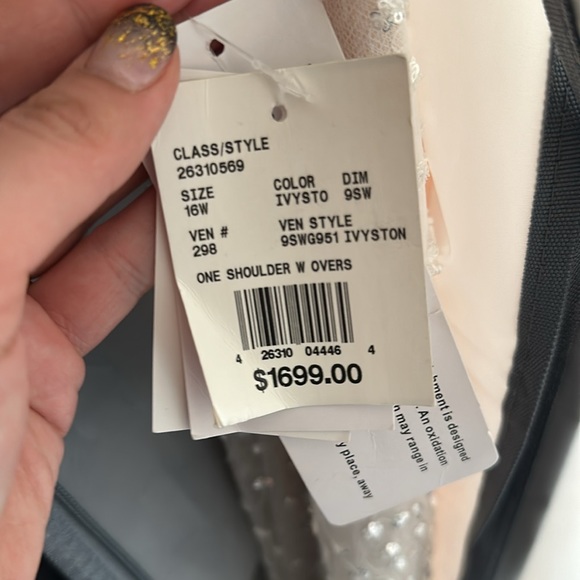 CLASS/STYLE
26310569
SIZE COLOR DIM
16W IVYSTO 9SW
VEN # VEN STYLE
298 9SWG951 IVYSTON
ONE SHOULDER W OVERS
4 26310 04446 4
$1699.00
ment is designed
. An oxidation
may range in
place, away